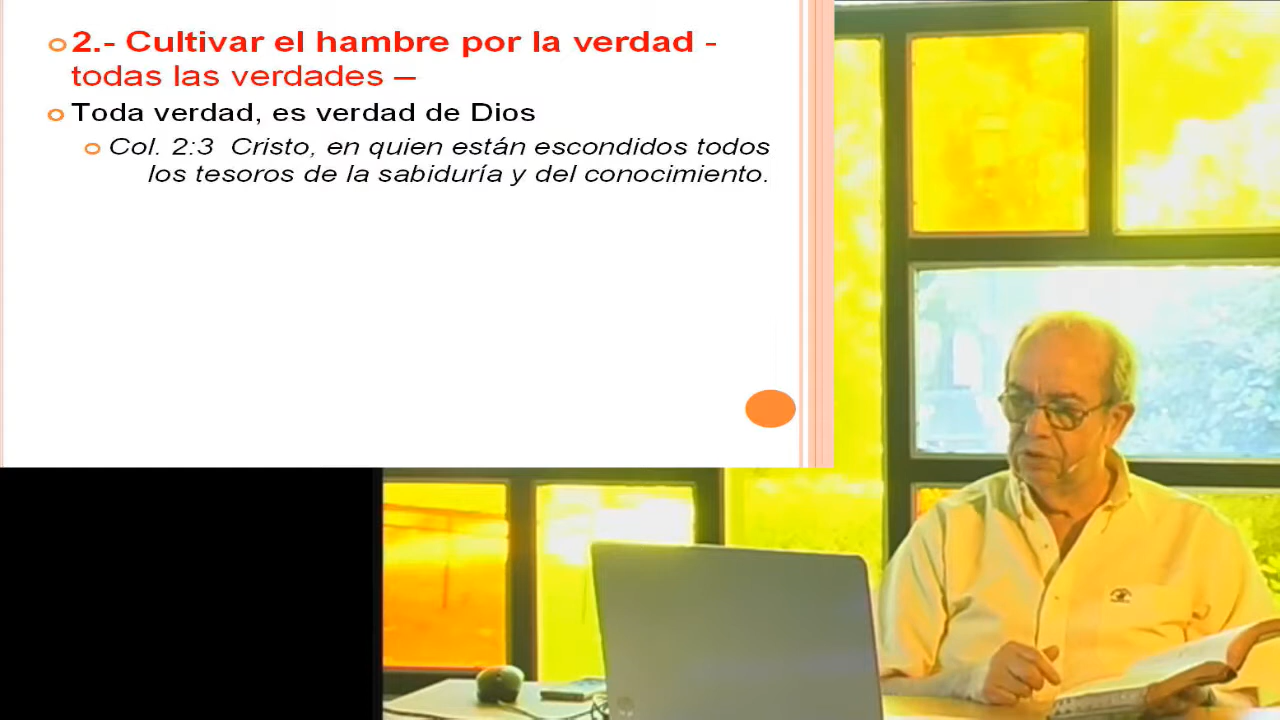 2.- Cultivar el hambre por la verdad -
todas las verdades –
Toda verdad, es verdad de Dios
Col. 2:3 Cristo, en quien están escondidos todos
los tesoros de la sabiduría y del conocimiento.